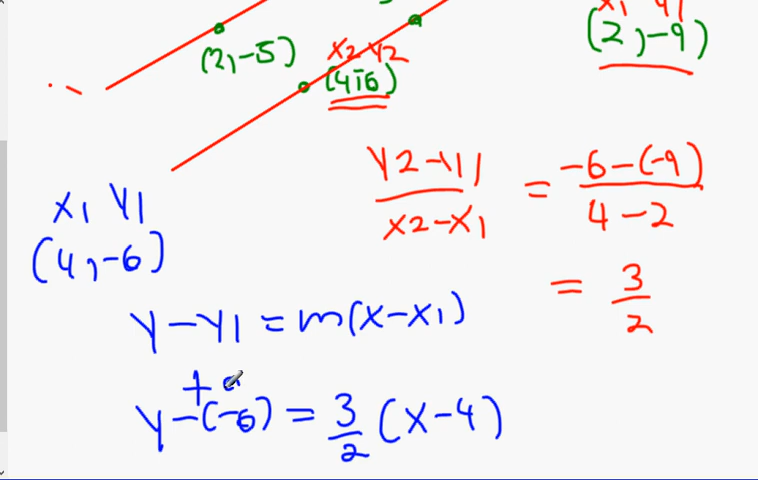 X1 Y1
(2,-9)
(2,-5)
X2 Y2
(4,-6)
Y2-Y1
X2-X1
= -6-(-9)
4-2
= 3
2
X1 Y1
(4,-6)
Y-Y1=m(X-X1)
+
Y-(-6)=3/2(X-4)